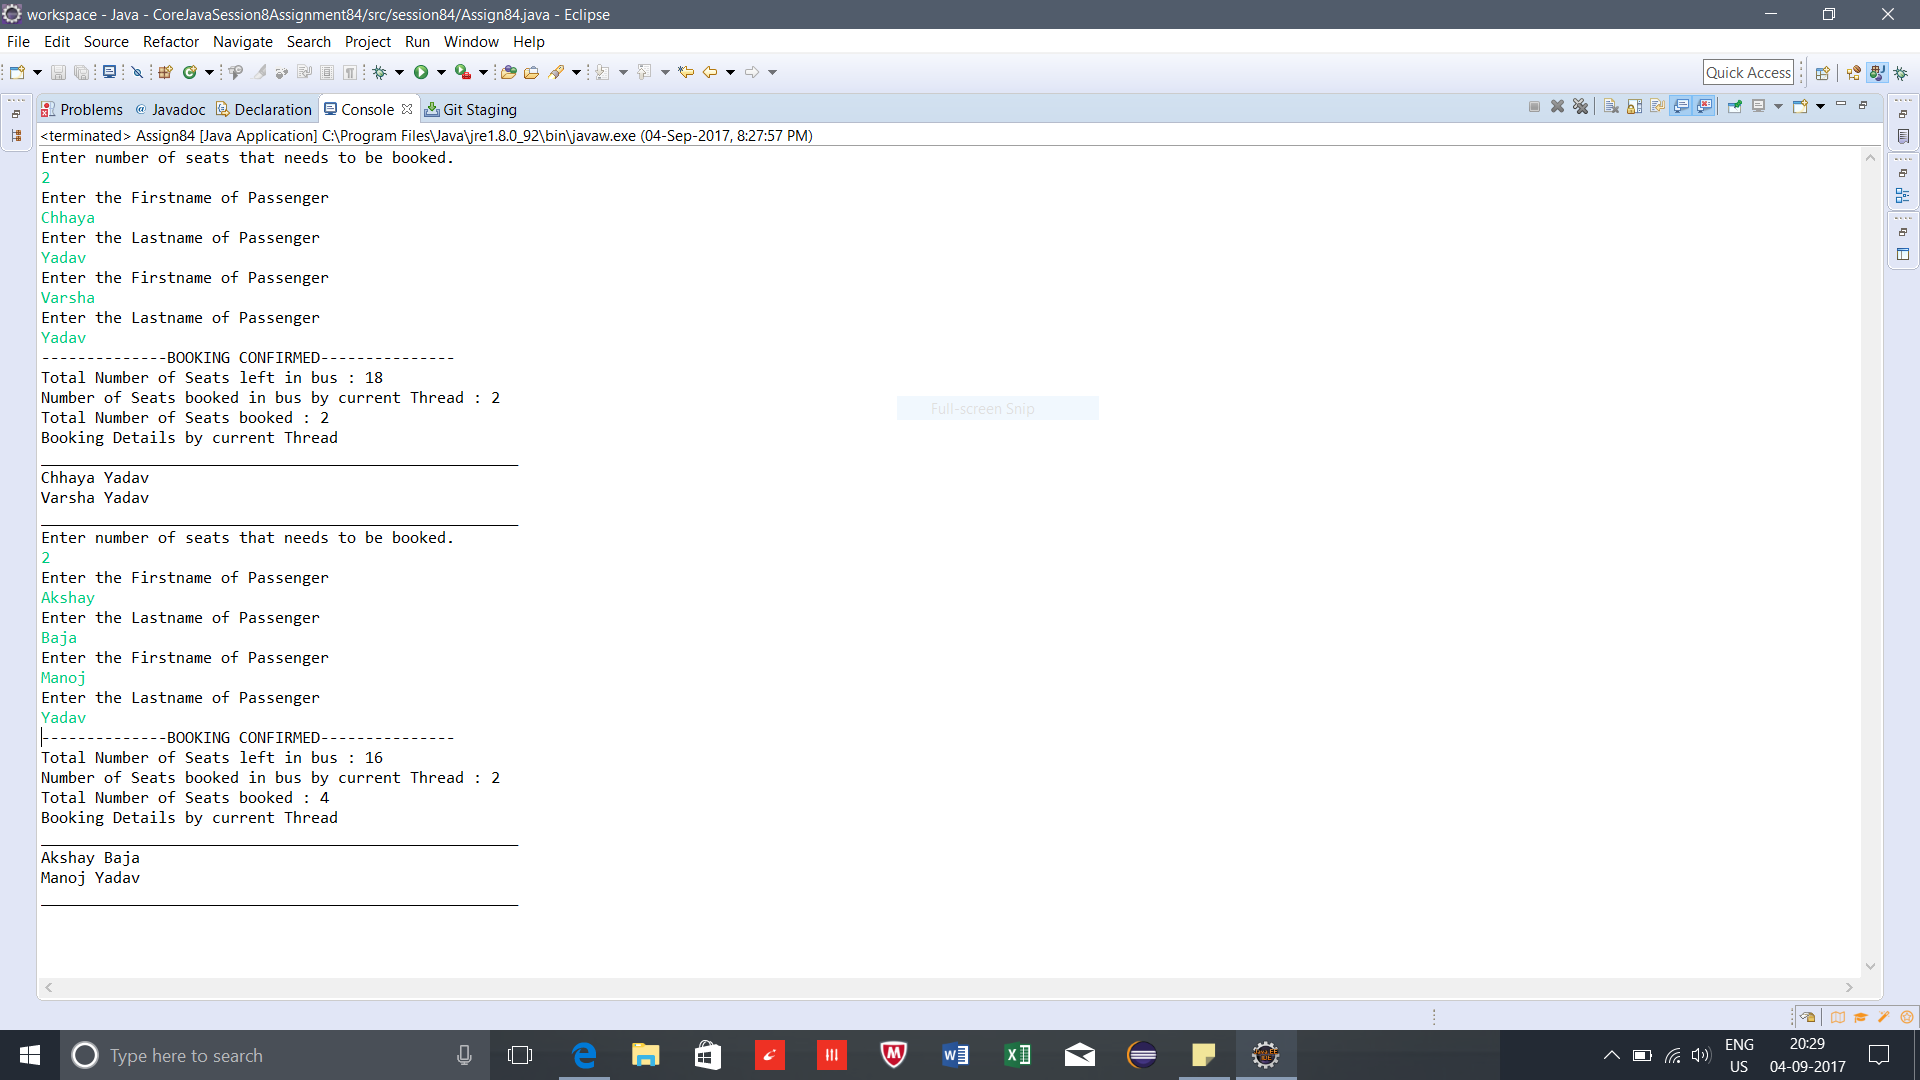 workspace - Java - CoreJavaSession8Assignment84/src/session84/Assign84.java - Eclipse
File Edit Source Refactor Navigate Search Project Run Window Help
Quick Access
Problems @ Javadoc Declaration Console Git Staging
<terminated> Assign84 [Java Application] C:\Program Files\Java\jre1.8.0_92\bin\javaw.exe (04-Sep-2017, 8:27:57 PM)
Enter number of seats that needs to be booked.
2
Enter the Firstname of Passenger
Chhaya
Enter the Lastname of Passenger
Yadav
Enter the Firstname of Passenger
Varsha
Enter the Lastname of Passenger
Yadav
--------------BOOKING CONFIRMED---------------
Total Number of Seats left in bus : 18
Number of Seats booked in bus by current Thread : 2
Full-screen Snip
Total Number of Seats booked : 2
Booking Details by current Thread
_____________________________________________________
Chhaya Yadav
Varsha Yadav
_____________________________________________________
Enter number of seats that needs to be booked.
2
Enter the Firstname of Passenger
Akshay
Enter the Lastname of Passenger
Baja
Enter the Firstname of Passenger
Manoj
Enter the Lastname of Passenger
Yadav
--------------BOOKING CONFIRMED---------------
Total Number of Seats left in bus : 16
Number of Seats booked in bus by current Thread : 2
Total Number of Seats booked : 4
Booking Details by current Thread
_____________________________________________________
Akshay Baja
Manoj Yadav
_____________________________________________________
Type here to search
ENG
US
20:29
04-09-2017